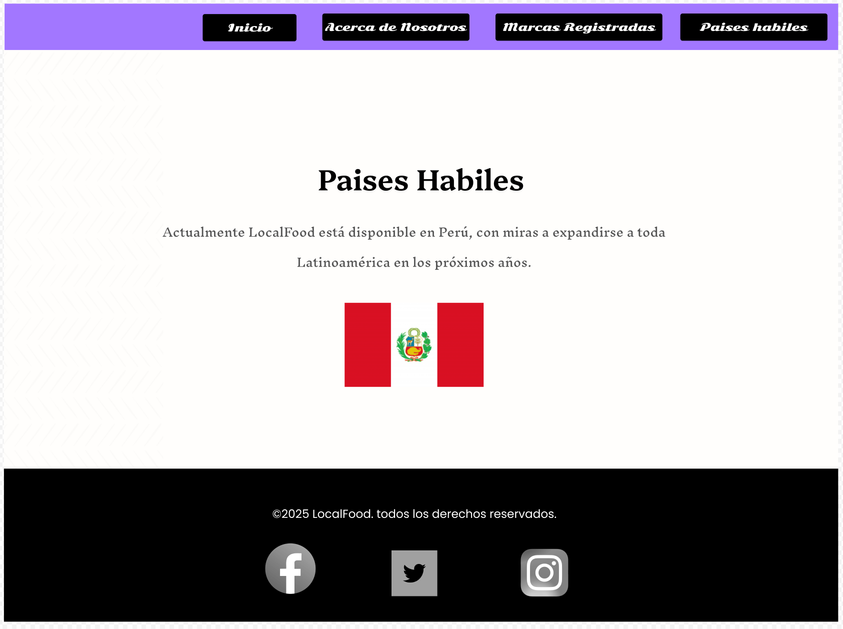 Inicio
Acerca de Nosotros
Marcas Registradas
Paises habiles
Paises Habiles
Actualmente LocalFood está disponible en Perú, con miras a expandirse a toda
Latinoamérica en los próximos años.
©2025 LocalFood. todos los derechos reservados.